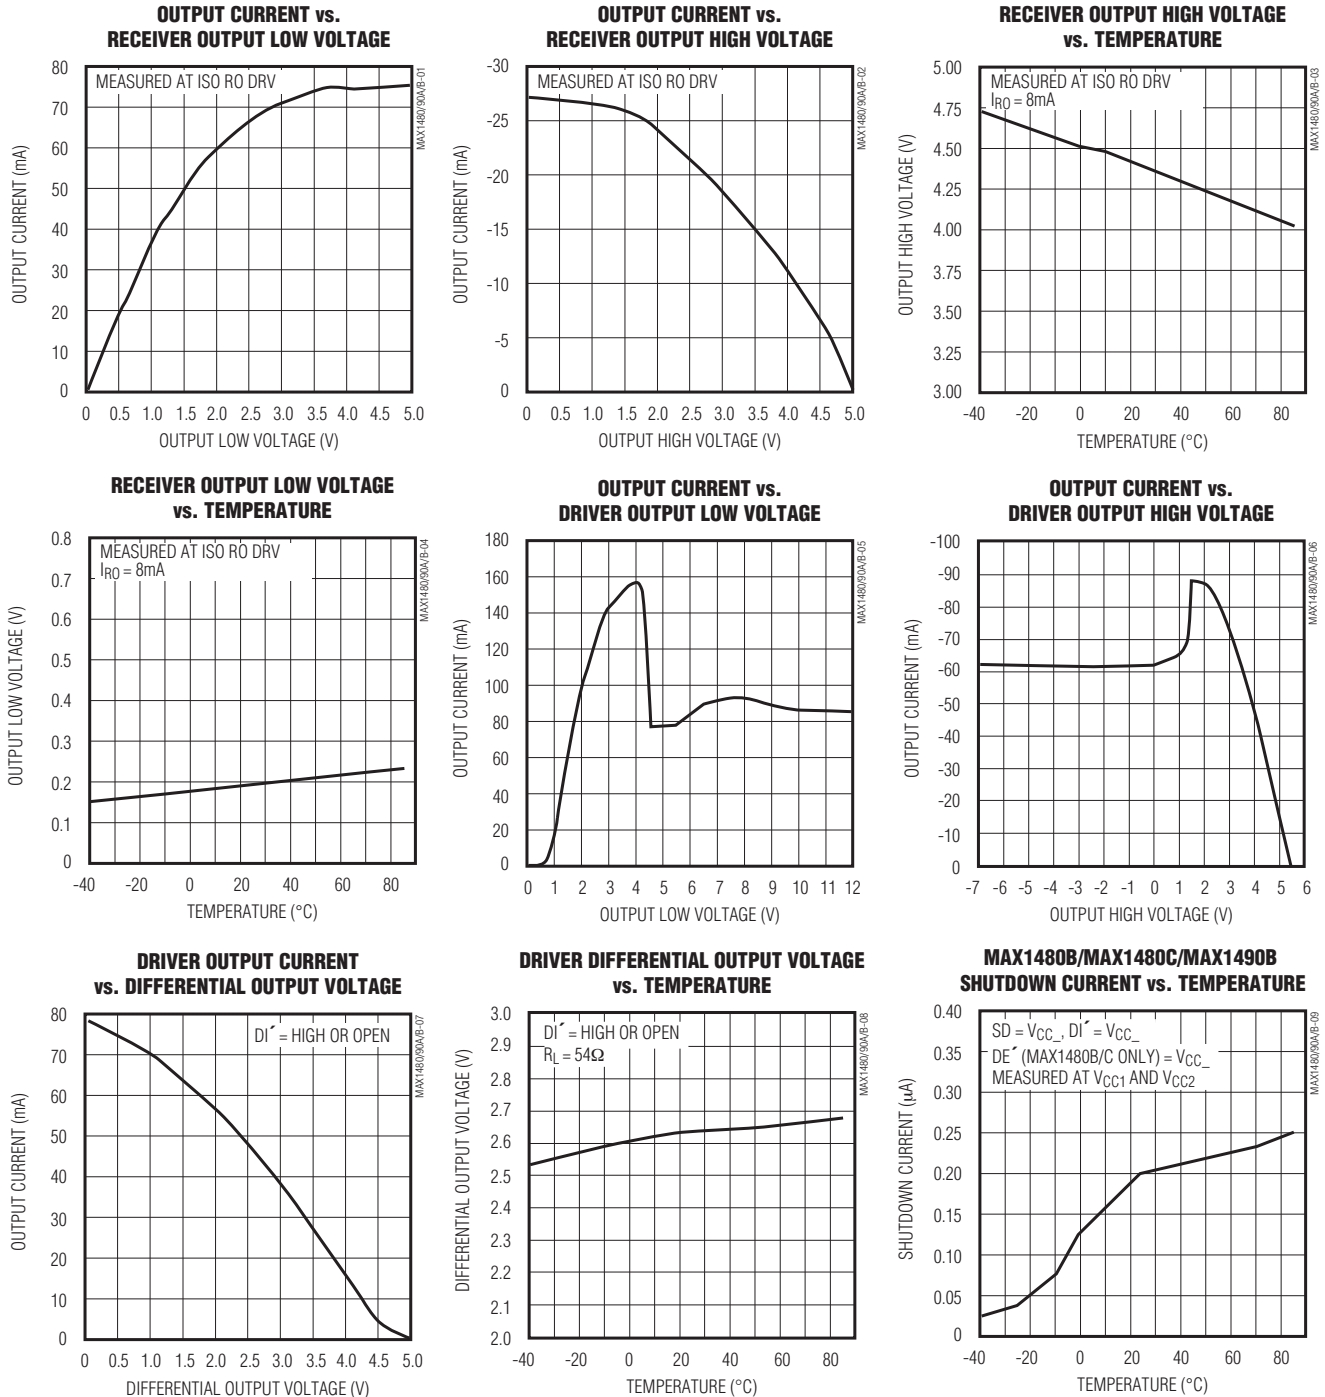 OUTPUT CURRENT vs.
RECEIVER OUTPUT LOW VOLTAGE
MEASURED AT ISO RO DRV
MAX1480/90A/B-01
OUTPUT CURRENT (mA)
80
70
60
50
40
30
20
10
0
0 0.5 1.0 1.5 2.0 2.5 3.0 3.5 4.0 4.5 5.0
OUTPUT LOW VOLTAGE (V)
OUTPUT CURRENT vs.
RECEIVER OUTPUT HIGH VOLTAGE
MEASURED AT ISO RO DRV
MAX1480/90A/B-02
OUTPUT CURRENT (mA)
-30
-25
-20
-15
-10
-5
0
0 0.5 1.0 1.5 2.0 2.5 3.0 3.5 4.0 4.5 5.0
OUTPUT HIGH VOLTAGE (V)
RECEIVER OUTPUT HIGH VOLTAGE
vs. TEMPERATURE
MEASURED AT ISO RO DRV
IRO = 8mA
MAX1480/90A/B-03
OUTPUT HIGH VOLTAGE (V)
5.00
4.75
4.50
4.25
4.00
3.75
3.50
3.25
3.00
-40 -20 0 20 40 60 80
TEMPERATURE (°C)
RECEIVER OUTPUT LOW VOLTAGE
vs. TEMPERATURE
MEASURED AT ISO RO DRV
IRO = 8mA
MAX1480/90A/B-04
OUTPUT LOW VOLTAGE (V)
0.8
0.7
0.6
0.5
0.4
0.3
0.2
0.1
0
-40 -20 0 20 40 60 80
TEMPERATURE (°C)
OUTPUT CURRENT vs.
DRIVER OUTPUT LOW VOLTAGE
MAX1480/90A/B-05
OUTPUT CURRENT (mA)
180
160
140
120
100
80
60
40
20
0
0 1 2 3 4 5 6 7 8 9 10 11 12
OUTPUT LOW VOLTAGE (V)
OUTPUT CURRENT vs.
DRIVER OUTPUT HIGH VOLTAGE
MAX1480/90A/B-06
OUTPUT CURRENT (mA)
-100
-90
-80
-70
-60
-50
-40
-30
-20
-10
0
-7 -6 -5 -4 -3 -2 -1 0 1 2 3 4 5 6
OUTPUT HIGH VOLTAGE (V)
DRIVER OUTPUT CURRENT
vs. DIFFERENTIAL OUTPUT VOLTAGE
DI´ = HIGH OR OPEN
MAX1480/90A/B-07
OUTPUT CURRENT (mA)
80
70
60
50
40
30
20
10
0
0 0.5 1.0 1.5 2.0 2.5 3.0 3.5 4.0 4.5 5.0
DIFFERENTIAL OUTPUT VOLTAGE (V)
DRIVER DIFFERENTIAL OUTPUT VOLTAGE
vs. TEMPERATURE
DI´ = HIGH OR OPEN
RL = 54Ω
MAX1480/90A/B-08
DIFFERENTIAL OUTPUT VOLTAGE (V)
3.0
2.9
2.8
2.7
2.6
2.5
2.4
2.3
2.2
2.1
2.0
-40 -20 0 20 40 60 80
TEMPERATURE (°C)
MAX1480B/MAX1480C/MAX1490B
SHUTDOWN CURRENT vs. TEMPERATURE
SD = VCC_, DI´ = VCC_
DE´ (MAX1480B/C ONLY) = VCC_
MEASURED AT VCC1 AND VCC2
MAX1480/90A/B-09
SHUTDOWN CURRENT (µA)
0.40
0.35
0.30
0.25
0.20
0.15
0.10
0.05
0
-40 -20 0 20 40 60 80
TEMPERATURE (°C)